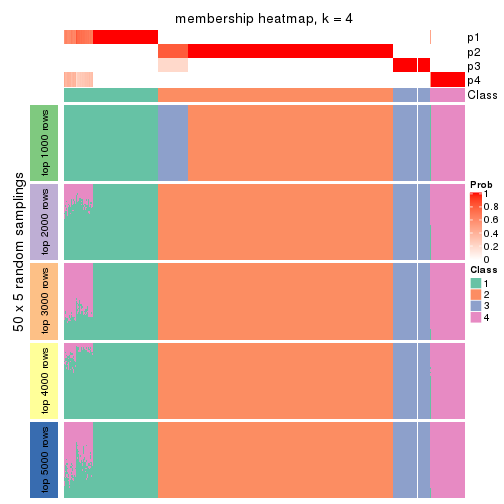 membership heatmap, k = 4
p1
p2
p3
p4
Class
50 x 5 random samplings
top 1000 rows
top 2000 rows
top 3000 rows
top 4000 rows
top 5000 rows
Prob
1
0.8
0.6
0.4
0.2
0
Class
1
2
3
4